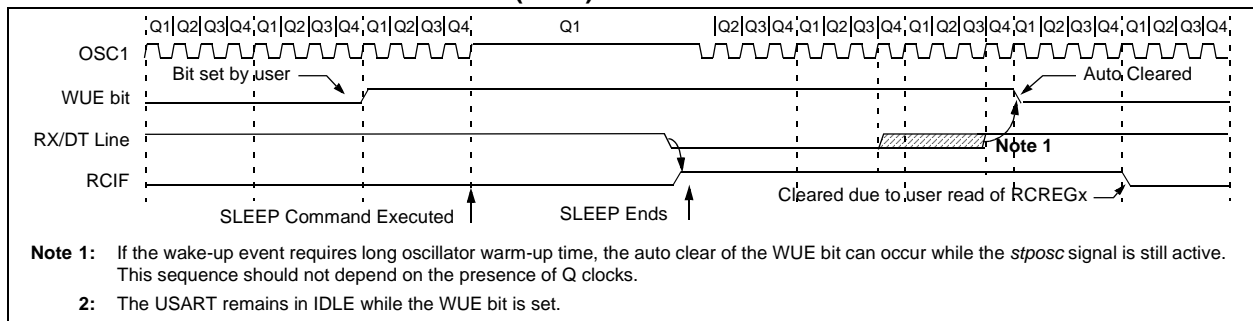 Q1 Q2 Q3 Q4 Q1 Q2 Q3 Q4 Q1 Q2 Q3 Q4 Q1 Q2 Q3 Q4 Q1 Q2 Q3 Q4 Q1 Q2 Q3 Q4 Q1 Q2 Q3 Q4 Q1 Q2 Q3 Q4
OSC1
Bit set by user
Auto Cleared
WUE bit
RX/DT Line
Note 1
RCIF
Cleared due to user read of RCREGx
SLEEP Command Executed
SLEEP Ends
Note 1: If the wake-up event requires long oscillator warm-up time, the auto clear of the WUE bit can occur while the stposc signal is still active.
This sequence should not depend on the presence of Q clocks.
2: The USART remains in IDLE while the WUE bit is set.